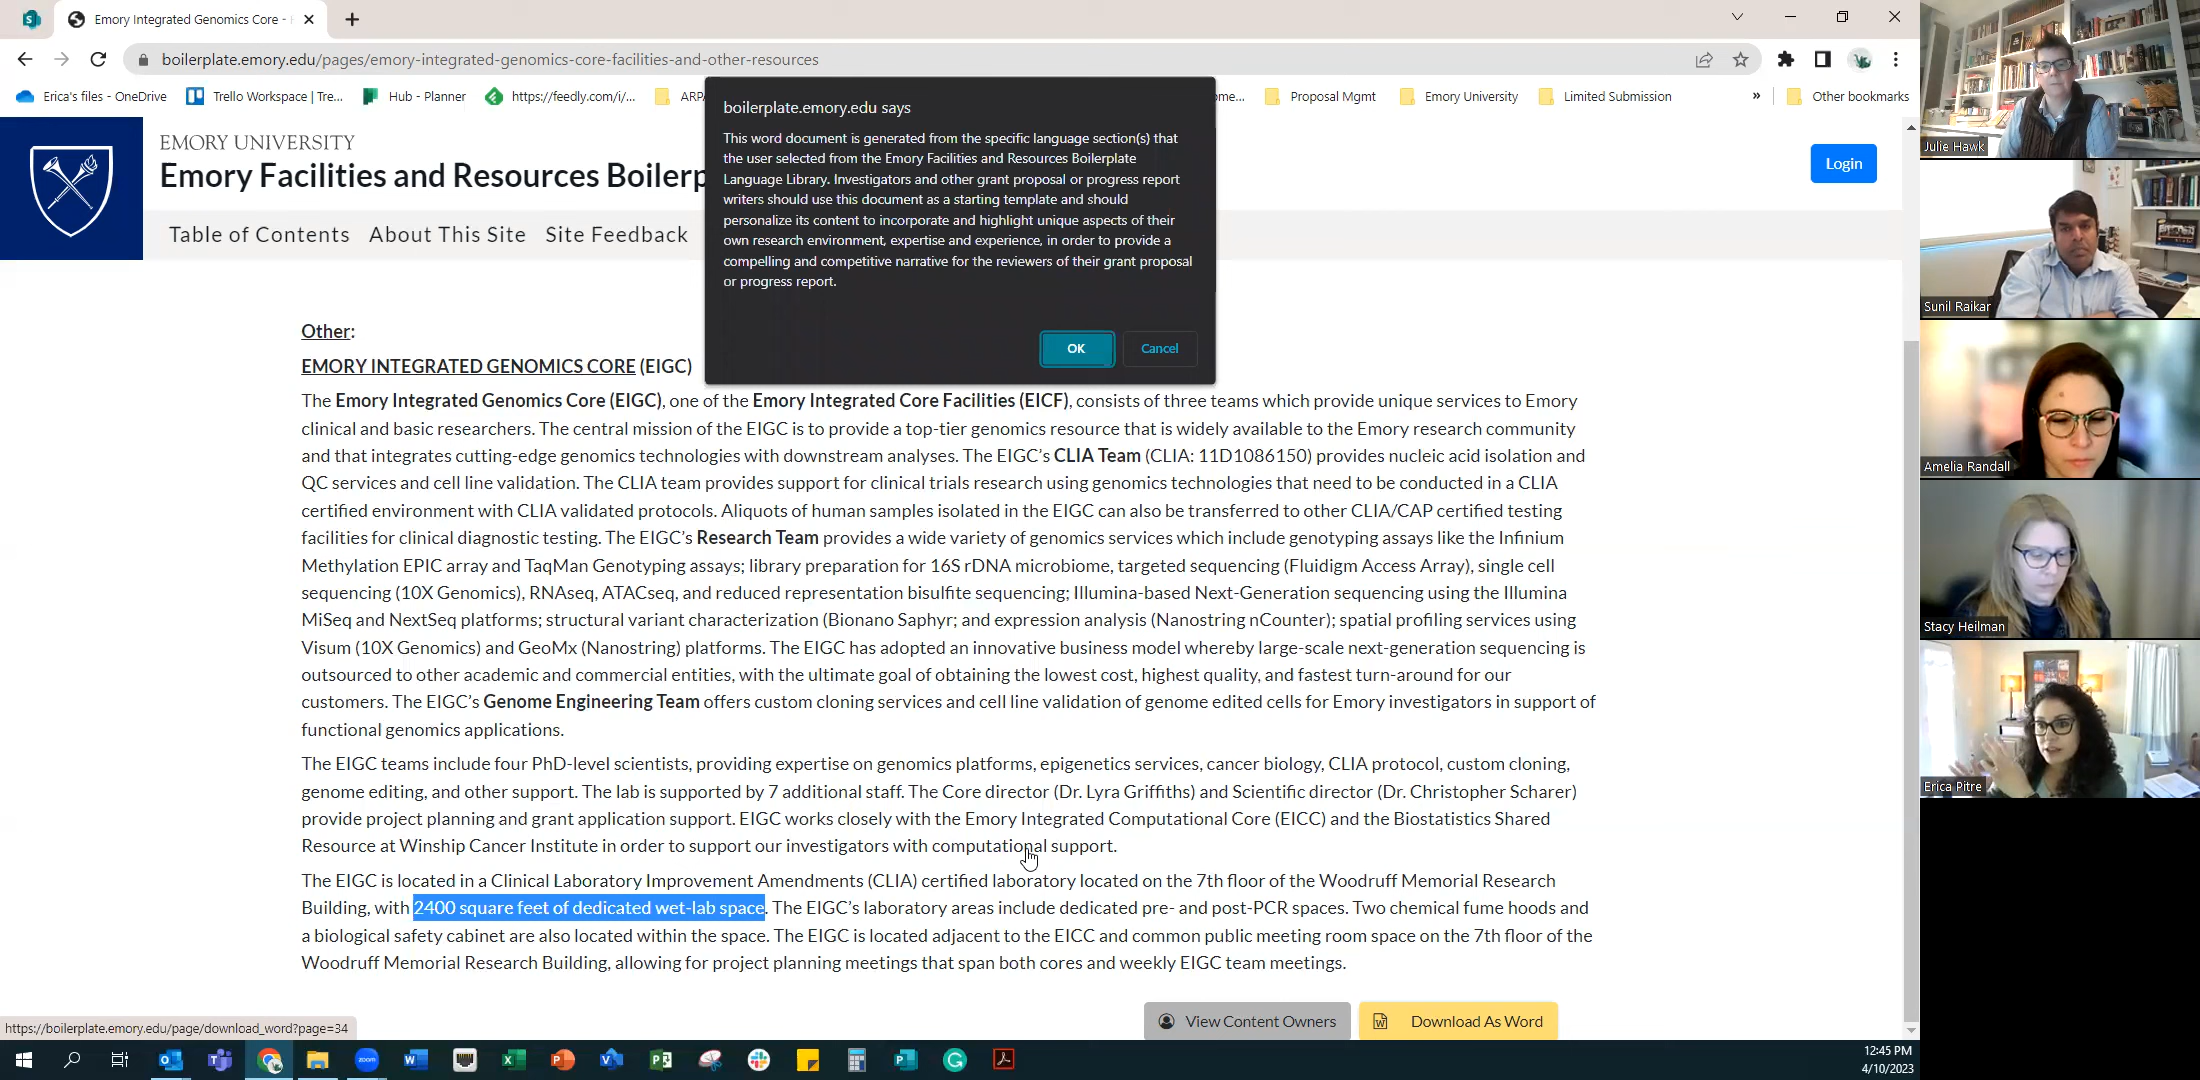 Emory Integrated Genomics Core -
boilerplate.emory.edu/pages/emory-integrated-genomics-core-facilities-and-other-resources
Erica's files - OneDrive
Trello Workspace | Tre...
Hub - Planner
https://feedly.com/i/...
ARPA
ome...
Proposal Mgmt
Emory University
Limited Submission
»
Other bookmarks
EMORY UNIVERSITY
Emory Facilities and Resources Boilerp
Login
Table of Contents About This Site Site Feedback
boilerplate.emory.edu says
This word document is generated from the specific language section(s) that
the user selected from the Emory Facilities and Resources Boilerplate
Language Library. Investigators and other grant proposal or progress report
writers should use this document as a starting template and should
personalize its content to incorporate and highlight unique aspects of their
own research environment, expertise and experience, in order to provide a
compelling and competitive narrative for the reviewers of their grant proposal
or progress report.
OK
Cancel
Other:
EMORY INTEGRATED GENOMICS CORE (EIGC)
The Emory Integrated Genomics Core (EIGC), one of the Emory Integrated Core Facilities (EICF), consists of three teams which provide unique services to Emory
clinical and basic researchers. The central mission of the EIGC is to provide a top-tier genomics resource that is widely available to the Emory research community
and that integrates cutting-edge genomics technologies with downstream analyses. The EIGC's CLIA Team (CLIA: 11D1086150) provides nucleic acid isolation and
QC services and cell line validation. The CLIA team provides support for clinical trials research using genomics technologies that need to be conducted in a CLIA
certified environment with CLIA validated protocols. Aliquots of human samples isolated in the EIGC can also be transferred to other CLIA/CAP certified testing
facilities for clinical diagnostic testing. The EIGC's Research Team provides a wide variety of genomics services which include genotyping assays like the Infinium
Methylation EPIC array and TaqMan Genotyping assays; library preparation for 16S rDNA microbiome, targeted sequencing (Fluidigm Access Array), single cell
sequencing (10X Genomics), RNAseq, ATACseq, and reduced representation bisulfite sequencing; Illumina-based Next-Generation sequencing using the Illumina
MiSeq and NextSeq platforms; structural variant characterization (Bionano Saphyr; and expression analysis (Nanostring nCounter); spatial profiling services using
Visum (10X Genomics) and GeoMx (Nanostring) platforms. The EIGC has adopted an innovative business model whereby large-scale next-generation sequencing is
outsourced to other academic and commercial entities, with the ultimate goal of obtaining the lowest cost, highest quality, and fastest turn-around for our
customers. The EIGC's Genome Engineering Team offers custom cloning services and cell line validation of genome edited cells for Emory investigators in support of
functional genomics applications.
The EIGC teams include four PhD-level scientists, providing expertise on genomics platforms, epigenetics services, cancer biology, CLIA protocol, custom cloning,
genome editing, and other support. The lab is supported by 7 additional staff. The Core director (Dr. Lyra Griffiths) and Scientific director (Dr. Christopher Scharer)
provide project planning and grant application support. EIGC works closely with the Emory Integrated Computational Core (EICC) and the Biostatistics Shared
Resource at Winship Cancer Institute in order to support our investigators with computational support.
The EIGC is located in a Clinical Laboratory Improvement Amendments (CLIA) certified laboratory located on the 7th floor of the Woodruff Memorial Research
Building, with 2400 square feet of dedicated wet-lab space. The EIGC's laboratory areas include dedicated pre- and post-PCR spaces. Two chemical fume hoods and
a biological safety cabinet are also located within the space. The EIGC is located adjacent to the EICC and common public meeting room space on the 7th floor of the
Woodruff Memorial Research Building, allowing for project planning meetings that span both cores and weekly EIGC team meetings.
View Content Owners
Download As Word
https://boilerplate.emory.edu/page/download_word?page=34
zoom
12:45 PM
4/10/2023
Julie Hawk
Sunil Raikar
Amelia Randall
Stacy Heilman
Erica Pitre